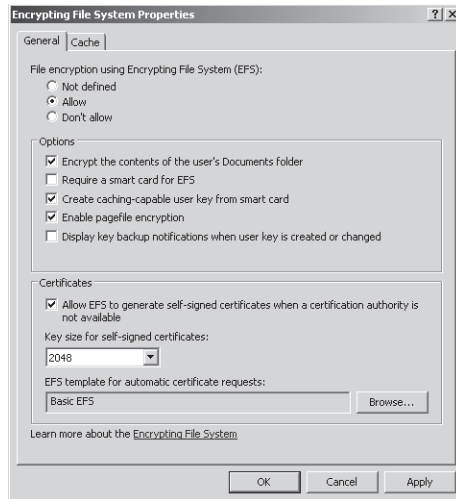 Encrypting File System Properties
General
Cache
File encryption using Encrypting File System (EFS):
Not defined
Allow
Don't allow
Options
Encrypt the contents of the user's Documents folder
Require a smart card for EFS
Create caching-capable user key from smart card
Enable pagefile encryption
Display key backup notifications when user key is created or changed
Certificates
Allow EFS to generate self-signed certificates when a certification authority is
not available
Key size for self-signed certificates:
2048
EFS template for automatic certificate requests:
Basic EFS
Browse...
Learn more about the Encrypting File System
OK
Cancel
Apply